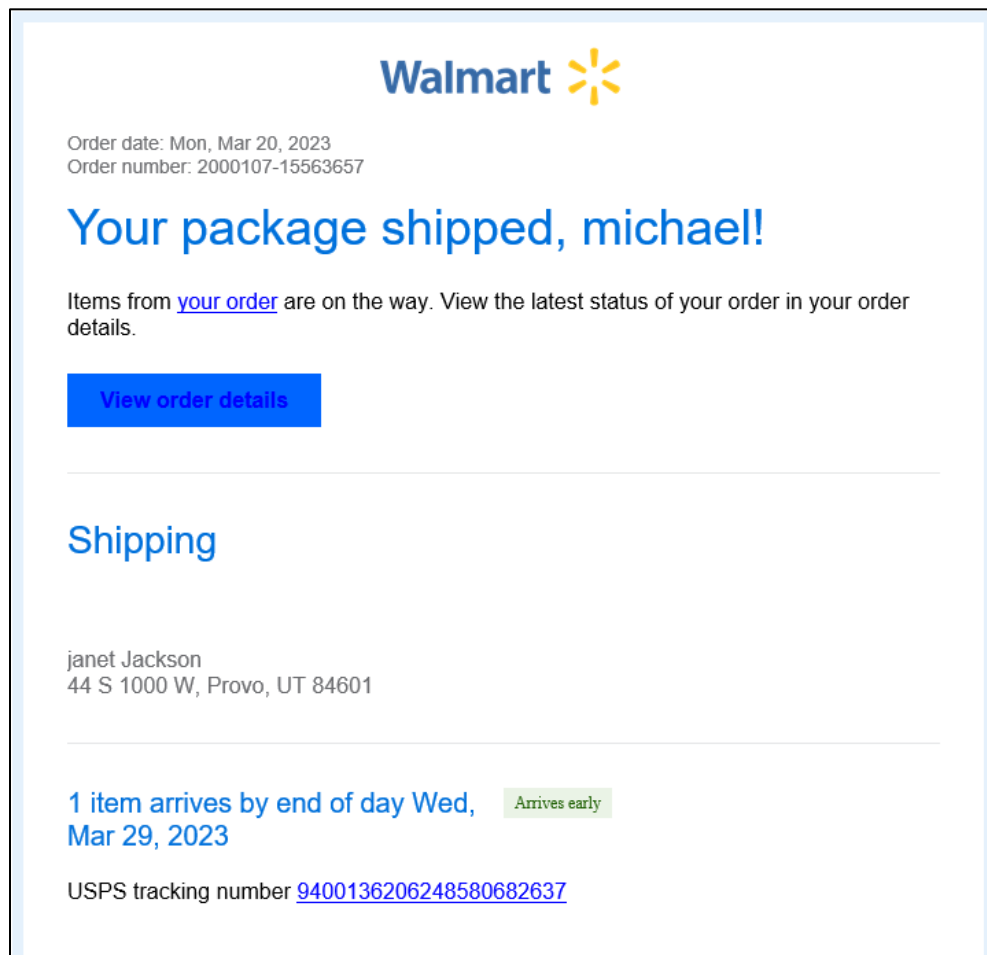 Walmart
Order date: Mon, Mar 20, 2023
Order number: 2000107-15563657
Your package shipped, michael!
Items from your order are on the way. View the latest status of your order in your order
details.
View order details
Shipping
janet Jackson
44 S 1000 W, Provo, UT 84601
1 item arrives by end of day Wed, Arrives early
Mar 29, 2023
USPS tracking number 9400136206248580682637